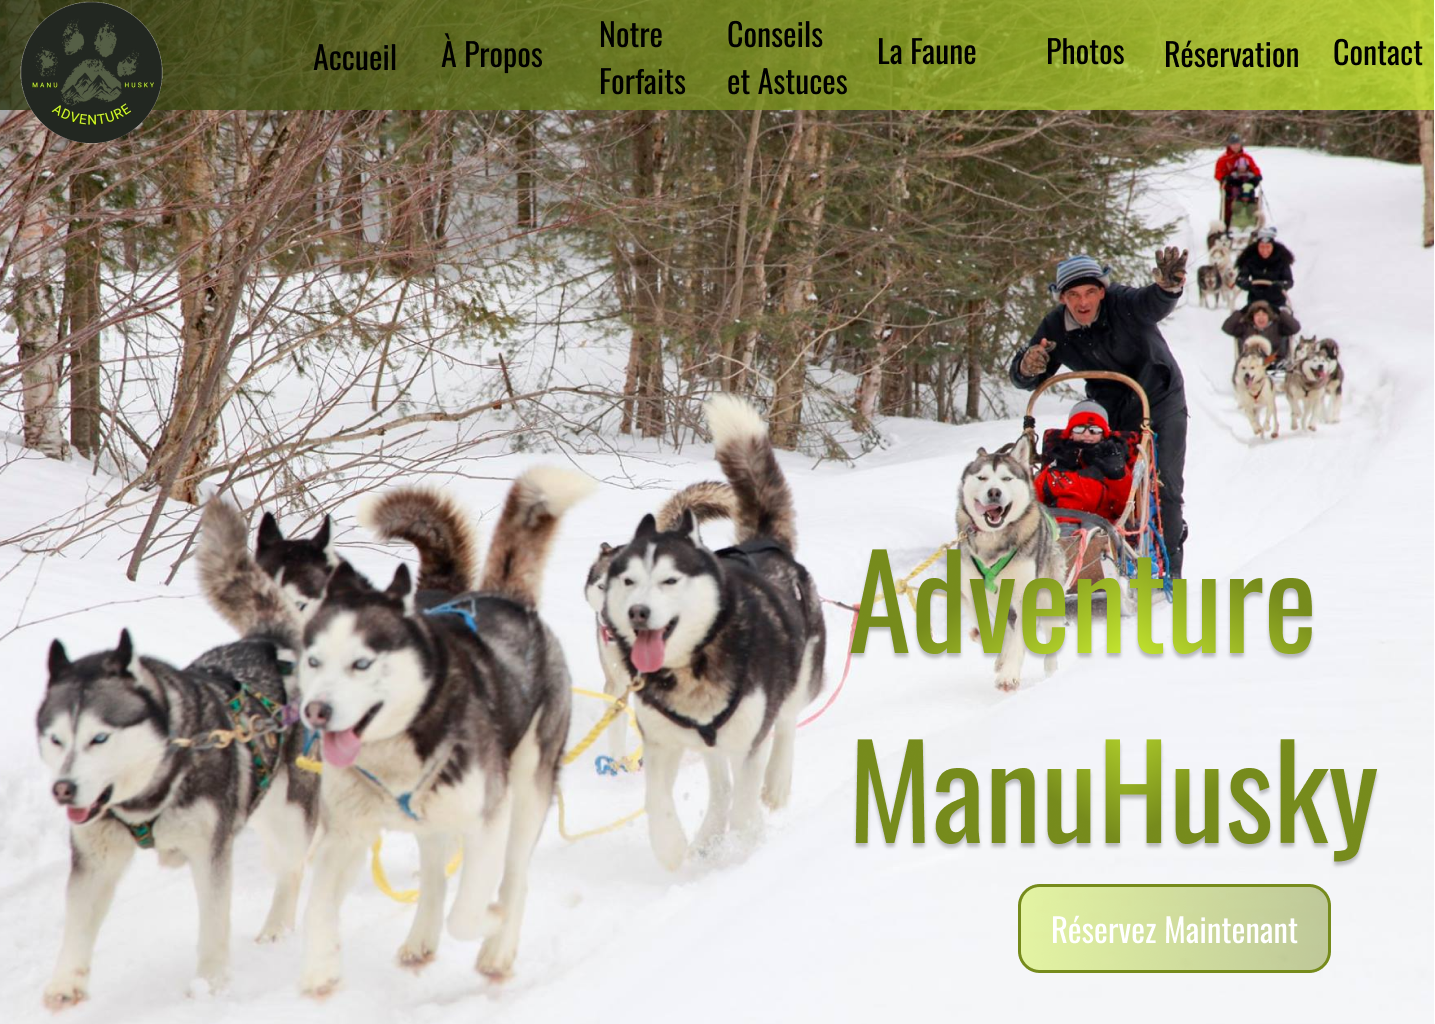 MANU HUSKY
ADVENTURE
Accueil
À Propos
Notre
Forfaits
Conseils
et Astuces
La Faune
Photos
Réservation
Contact
Adventure
ManuHusky
Réservez Maintenant